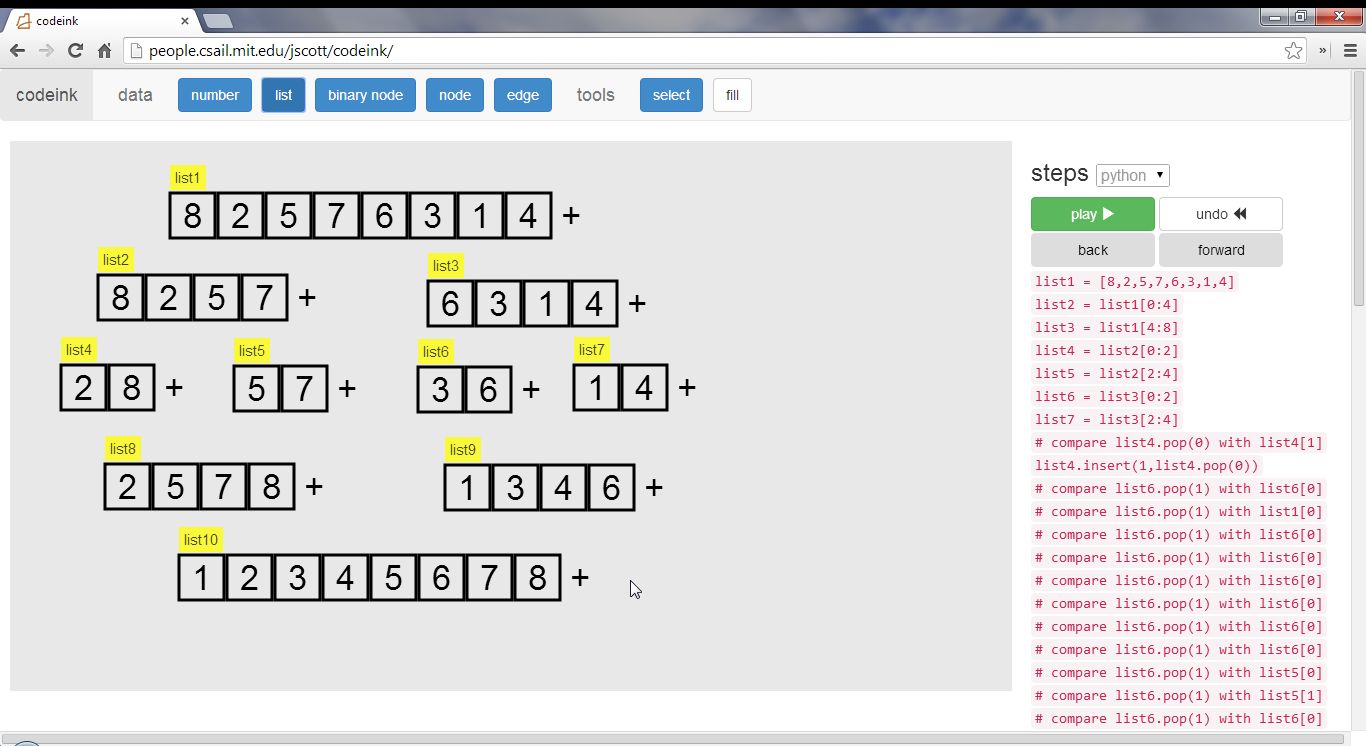 codeink
people.csail.mit.edu/jscott/codeink/
codeink data number list binary node node edge tools select fill
list1
8 2 5 7 6 3 1 4 +
list2
8 2 5 7 +
list3
6 3 1 4 +
list4
2 8 +
list5
5 7 +
list6
3 6 +
list7
1 4 +
list8
2 5 7 8 +
list9
1 3 4 6 +
list10
1 2 3 4 5 6 7 8 +
steps python
play undo
back forward
list1 = [8,2,5,7,6,3,1,4]
list2 = list1[0:4]
list3 = list1[4:8]
list4 = list2[0:2]
list5 = list2[2:4]
list6 = list3[0:2]
list7 = list3[2:4]
# compare list4.pop(0) with list4[1]
list4.insert(1,list4.pop(0))
# compare list6.pop(1) with list6[0]
# compare list6.pop(1) with list1[0]
# compare list6.pop(1) with list6[0]
# compare list6.pop(1) with list6[0]
# compare list6.pop(1) with list6[0]
# compare list6.pop(1) with list6[0]
# compare list6.pop(1) with list6[0]
# compare list6.pop(1) with list6[0]
# compare list6.pop(1) with list5[0]
# compare list6.pop(1) with list5[1]
# compare list6.pop(1) with list6[0]